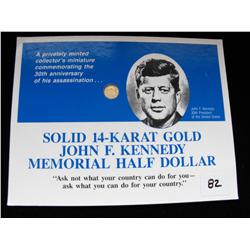 A privately minted
collector's miniature
commemorating the
30th anniversary
of his assassination...
John F. Kennedy
35th President
of the United States
SOLID 14-KARAT GOLD
JOHN F. KENNEDY
MEMORIAL HALF DOLLAR
"Ask not what your country can do for you—
ask what you can do for your country."
82